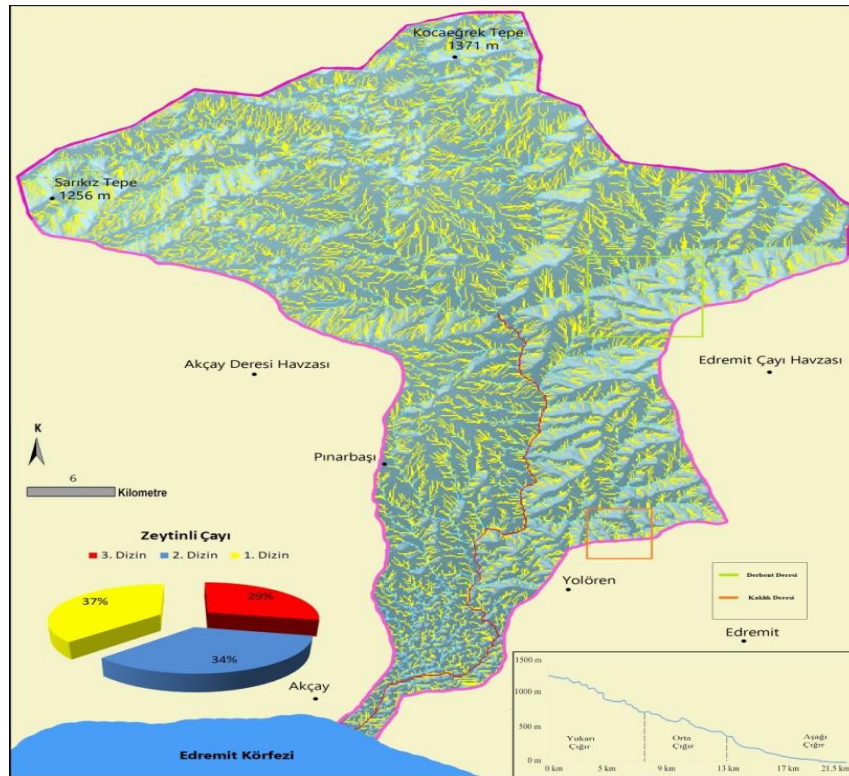 Kocaeğrek Tepe
1371 m
Sarıkız Tepe
1256 m
Akçay Deresi Havzası
Edremit Çayı Havzası
K
Pınarbaşı
6
Kilometre
Zeytinli Çayı
3. Dizin 2. Dizin 1. Dizin
37%
29%
34%
Yolören
Derbent Deresi
Kızıllık Deresi
Edremit
Akçay
Edremit Körfezi
1500 m
1000 m
500 m
0 m
Yukarı
Çığır
Orta
Çığır
Aşağı
Çığır
0 km 5 km 9 km 13 km 17 km 21.5 km